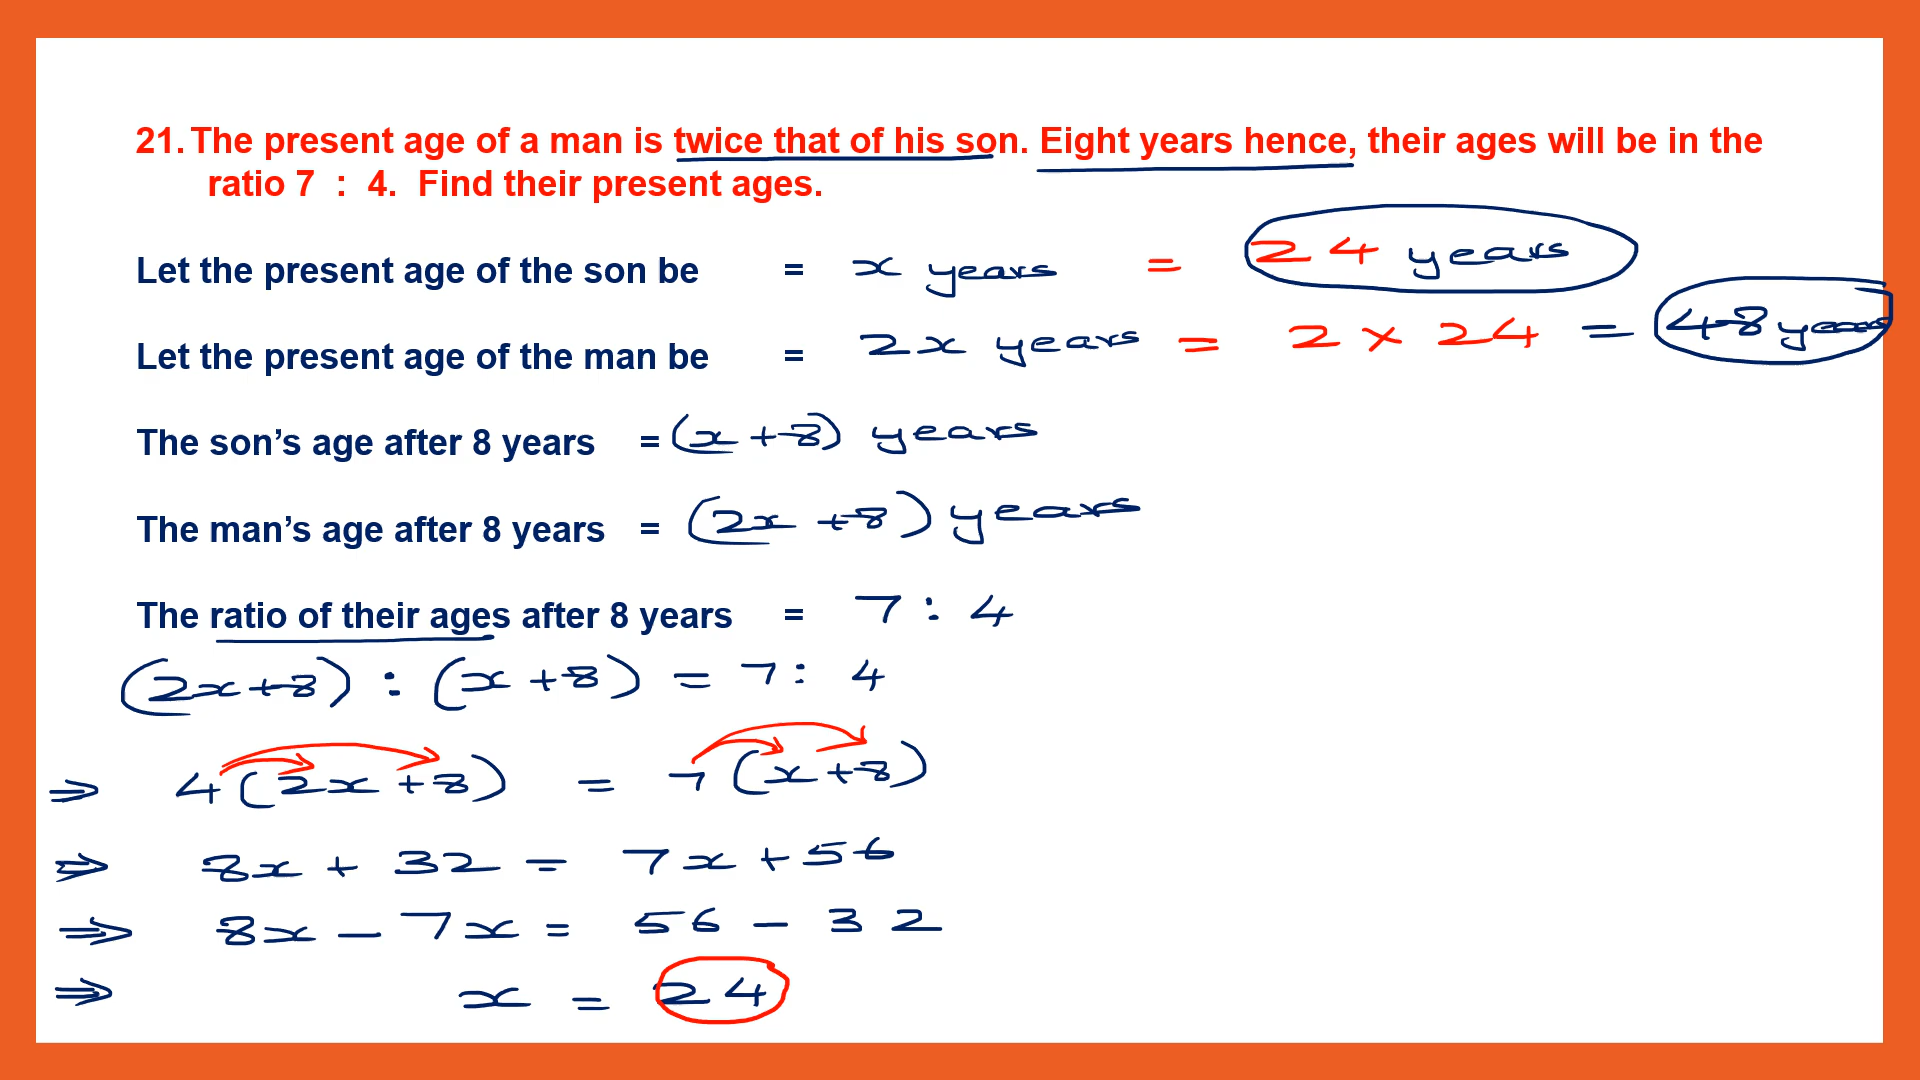 21. The present age of a man is twice that of his son. Eight years hence, their ages will be in the
ratio 7 : 4. Find their present ages.
Let the present age of the son be = x years = 24 years
Let the present age of the man be = 2x years = 2 × 24 = 48 years
The son’s age after 8 years = (x + 8) years
The man’s age after 8 years = (2x + 8) years
The ratio of their ages after 8 years = 7 : 4
(2x + 8) : (x + 8) = 7 : 4
⇒ 4(2x + 8) = 7(x + 8)
⇒ 8x + 32 = 7x + 56
⇒ 8x − 7x = 56 − 32
⇒ x = 24